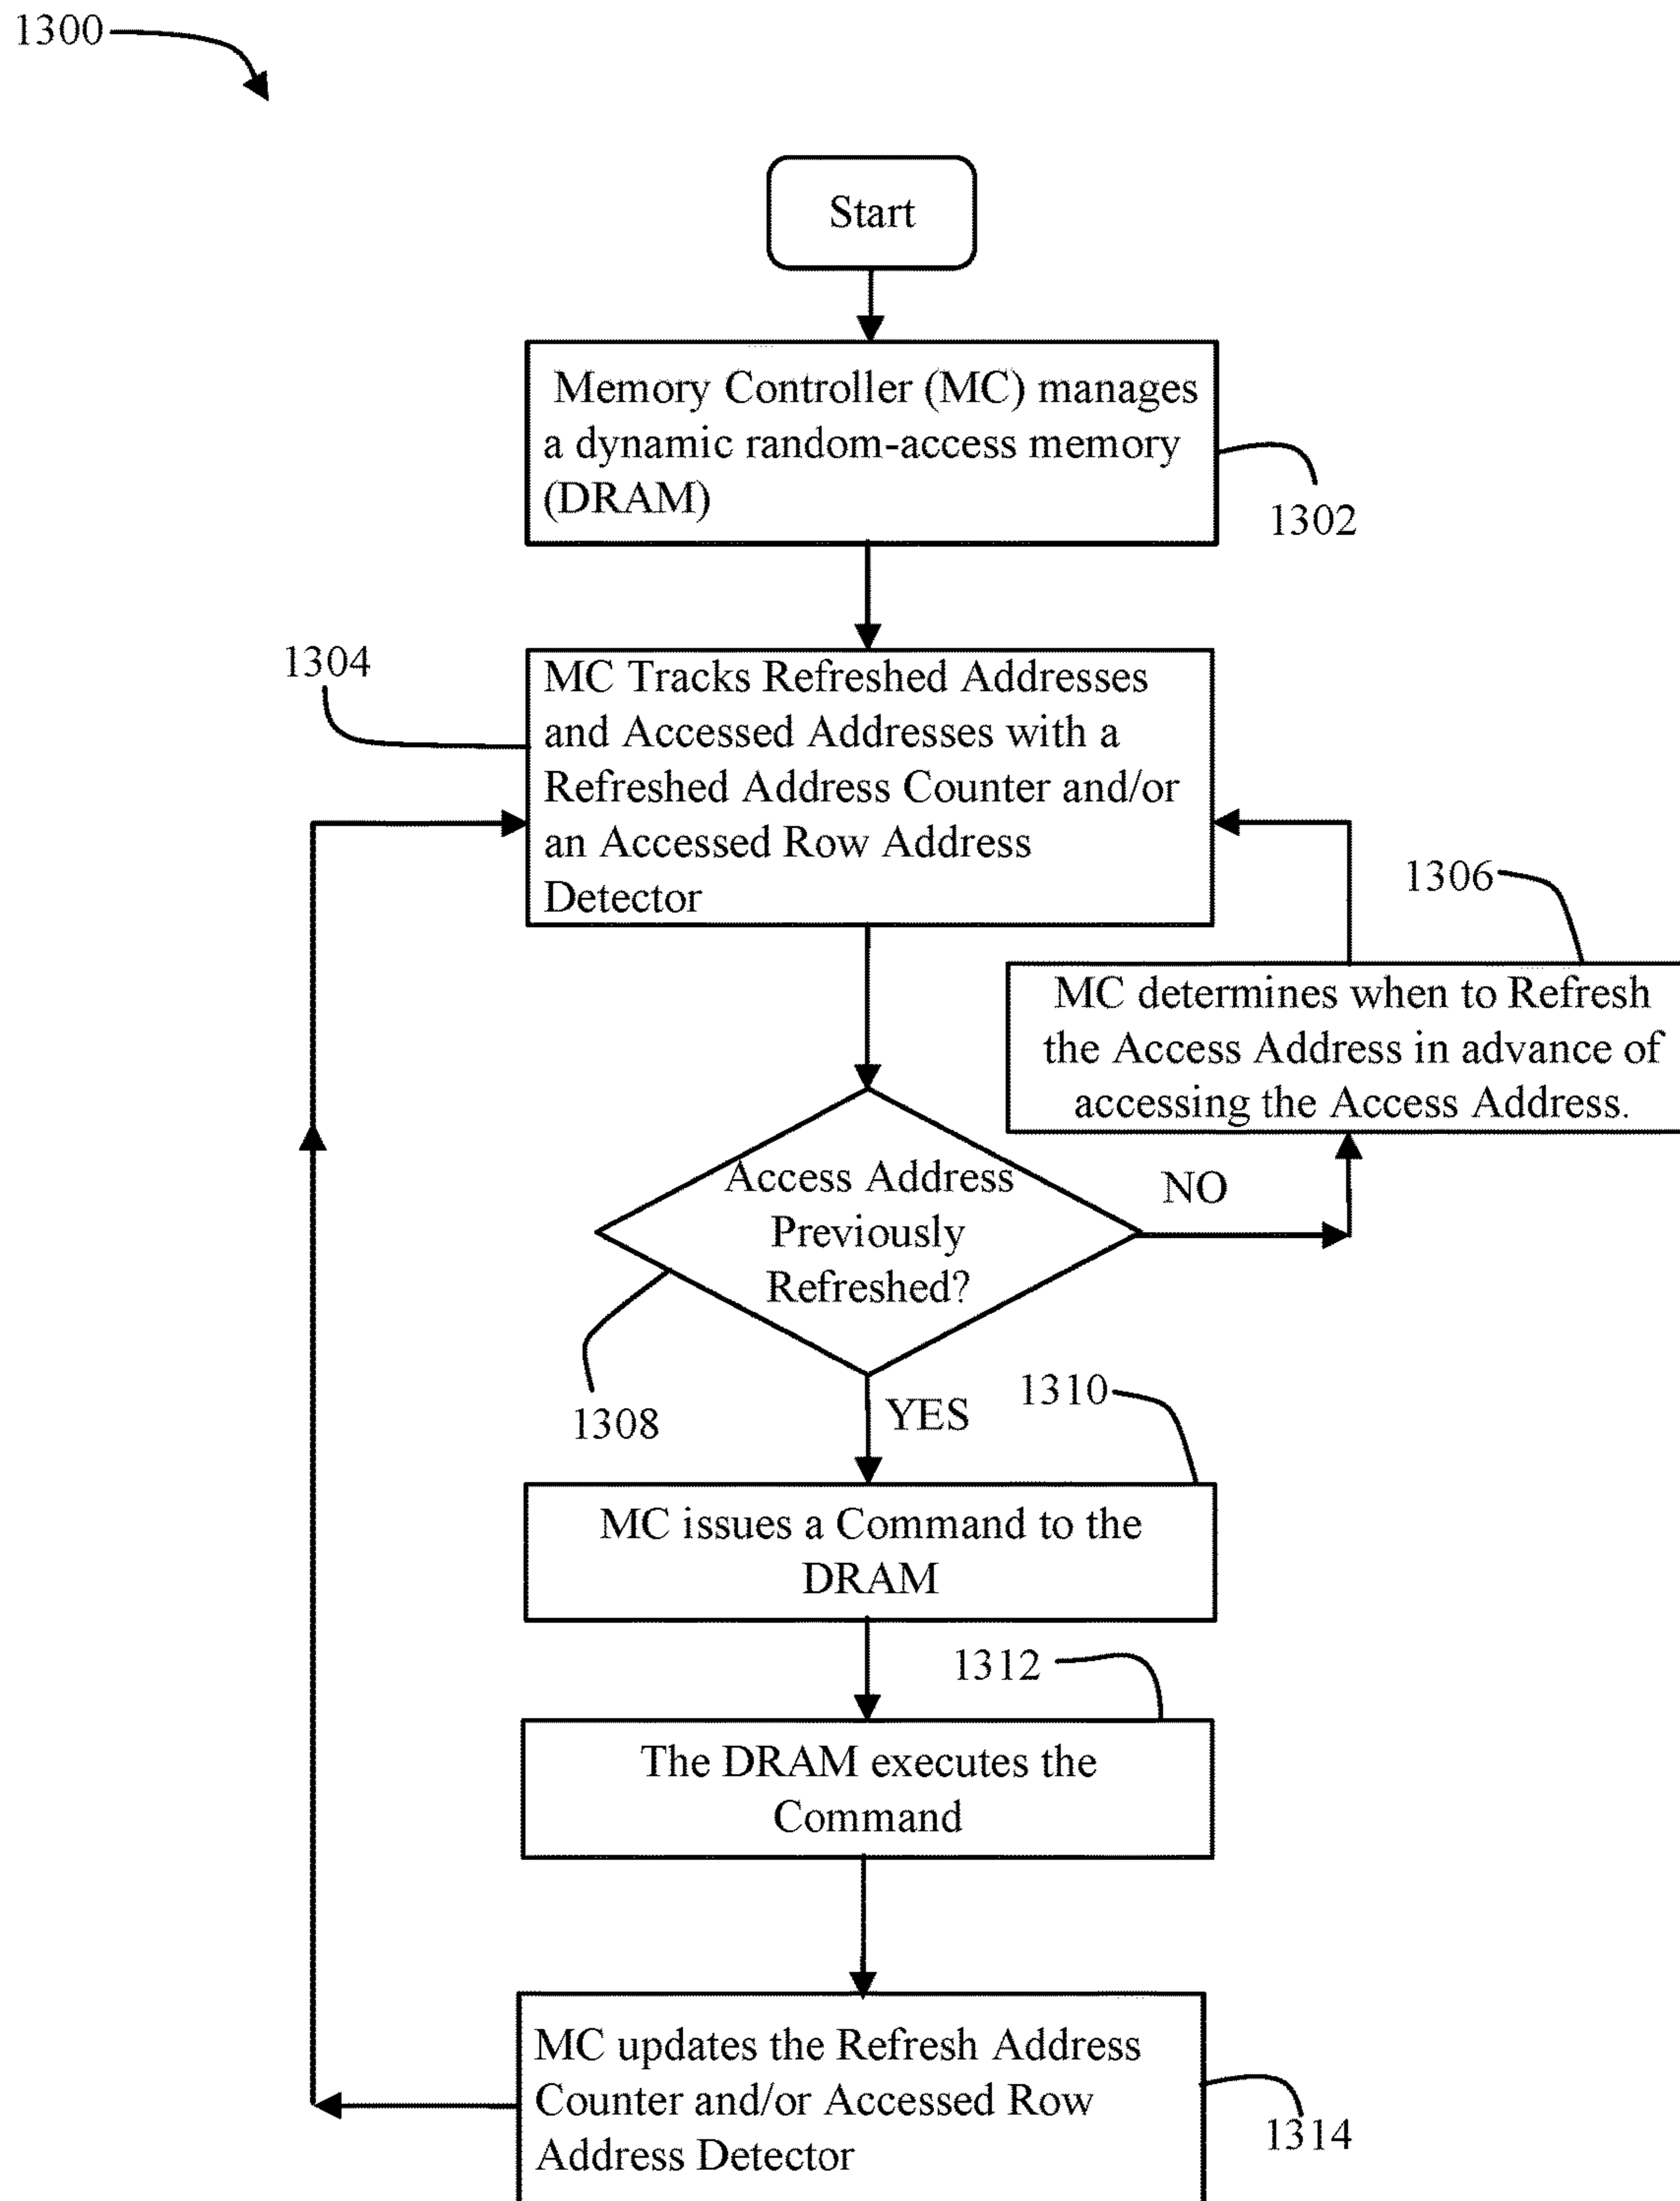 1300
Start
Memory Controller (MC) manages
a dynamic random-access memory
(DRAM)
1302
1304
MC Tracks Refreshed Addresses
and Accessed Addresses with a
Refreshed Address Counter and/or
an Accessed Row Address
Detector
1306
MC determines when to Refresh
the Access Address in advance of
accessing the Access Address.
Access Address
Previously
Refreshed?
NO
1308
YES
1310
MC issues a Command to the
DRAM
1312
The DRAM executes the
Command
MC updates the Refresh Address
Counter and/or Accessed Row
Address Detector
1314